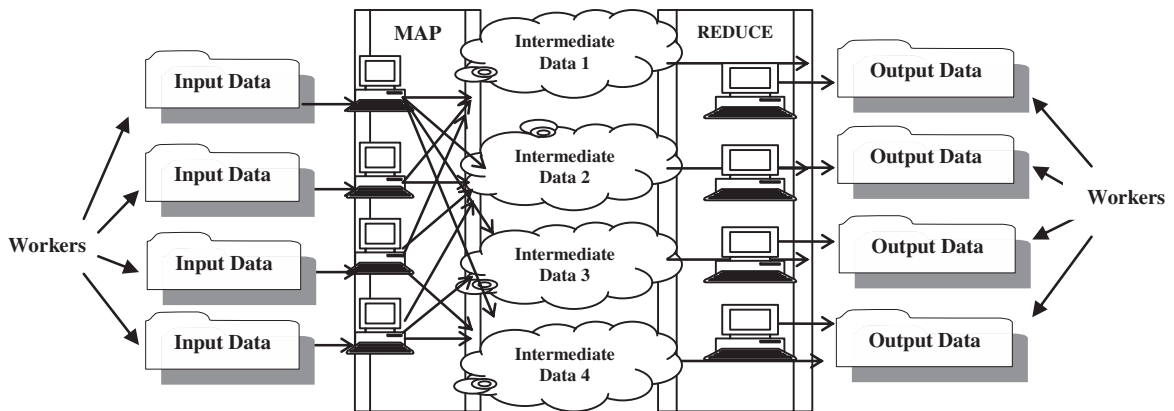 MAP
REDUCE
Intermediate
Data 1
Input Data
Output Data
Input Data
Intermediate
Data 2
Output Data
Workers
Workers
Input Data
Intermediate
Data 3
Output Data
Input Data
Intermediate
Data 4
Output Data